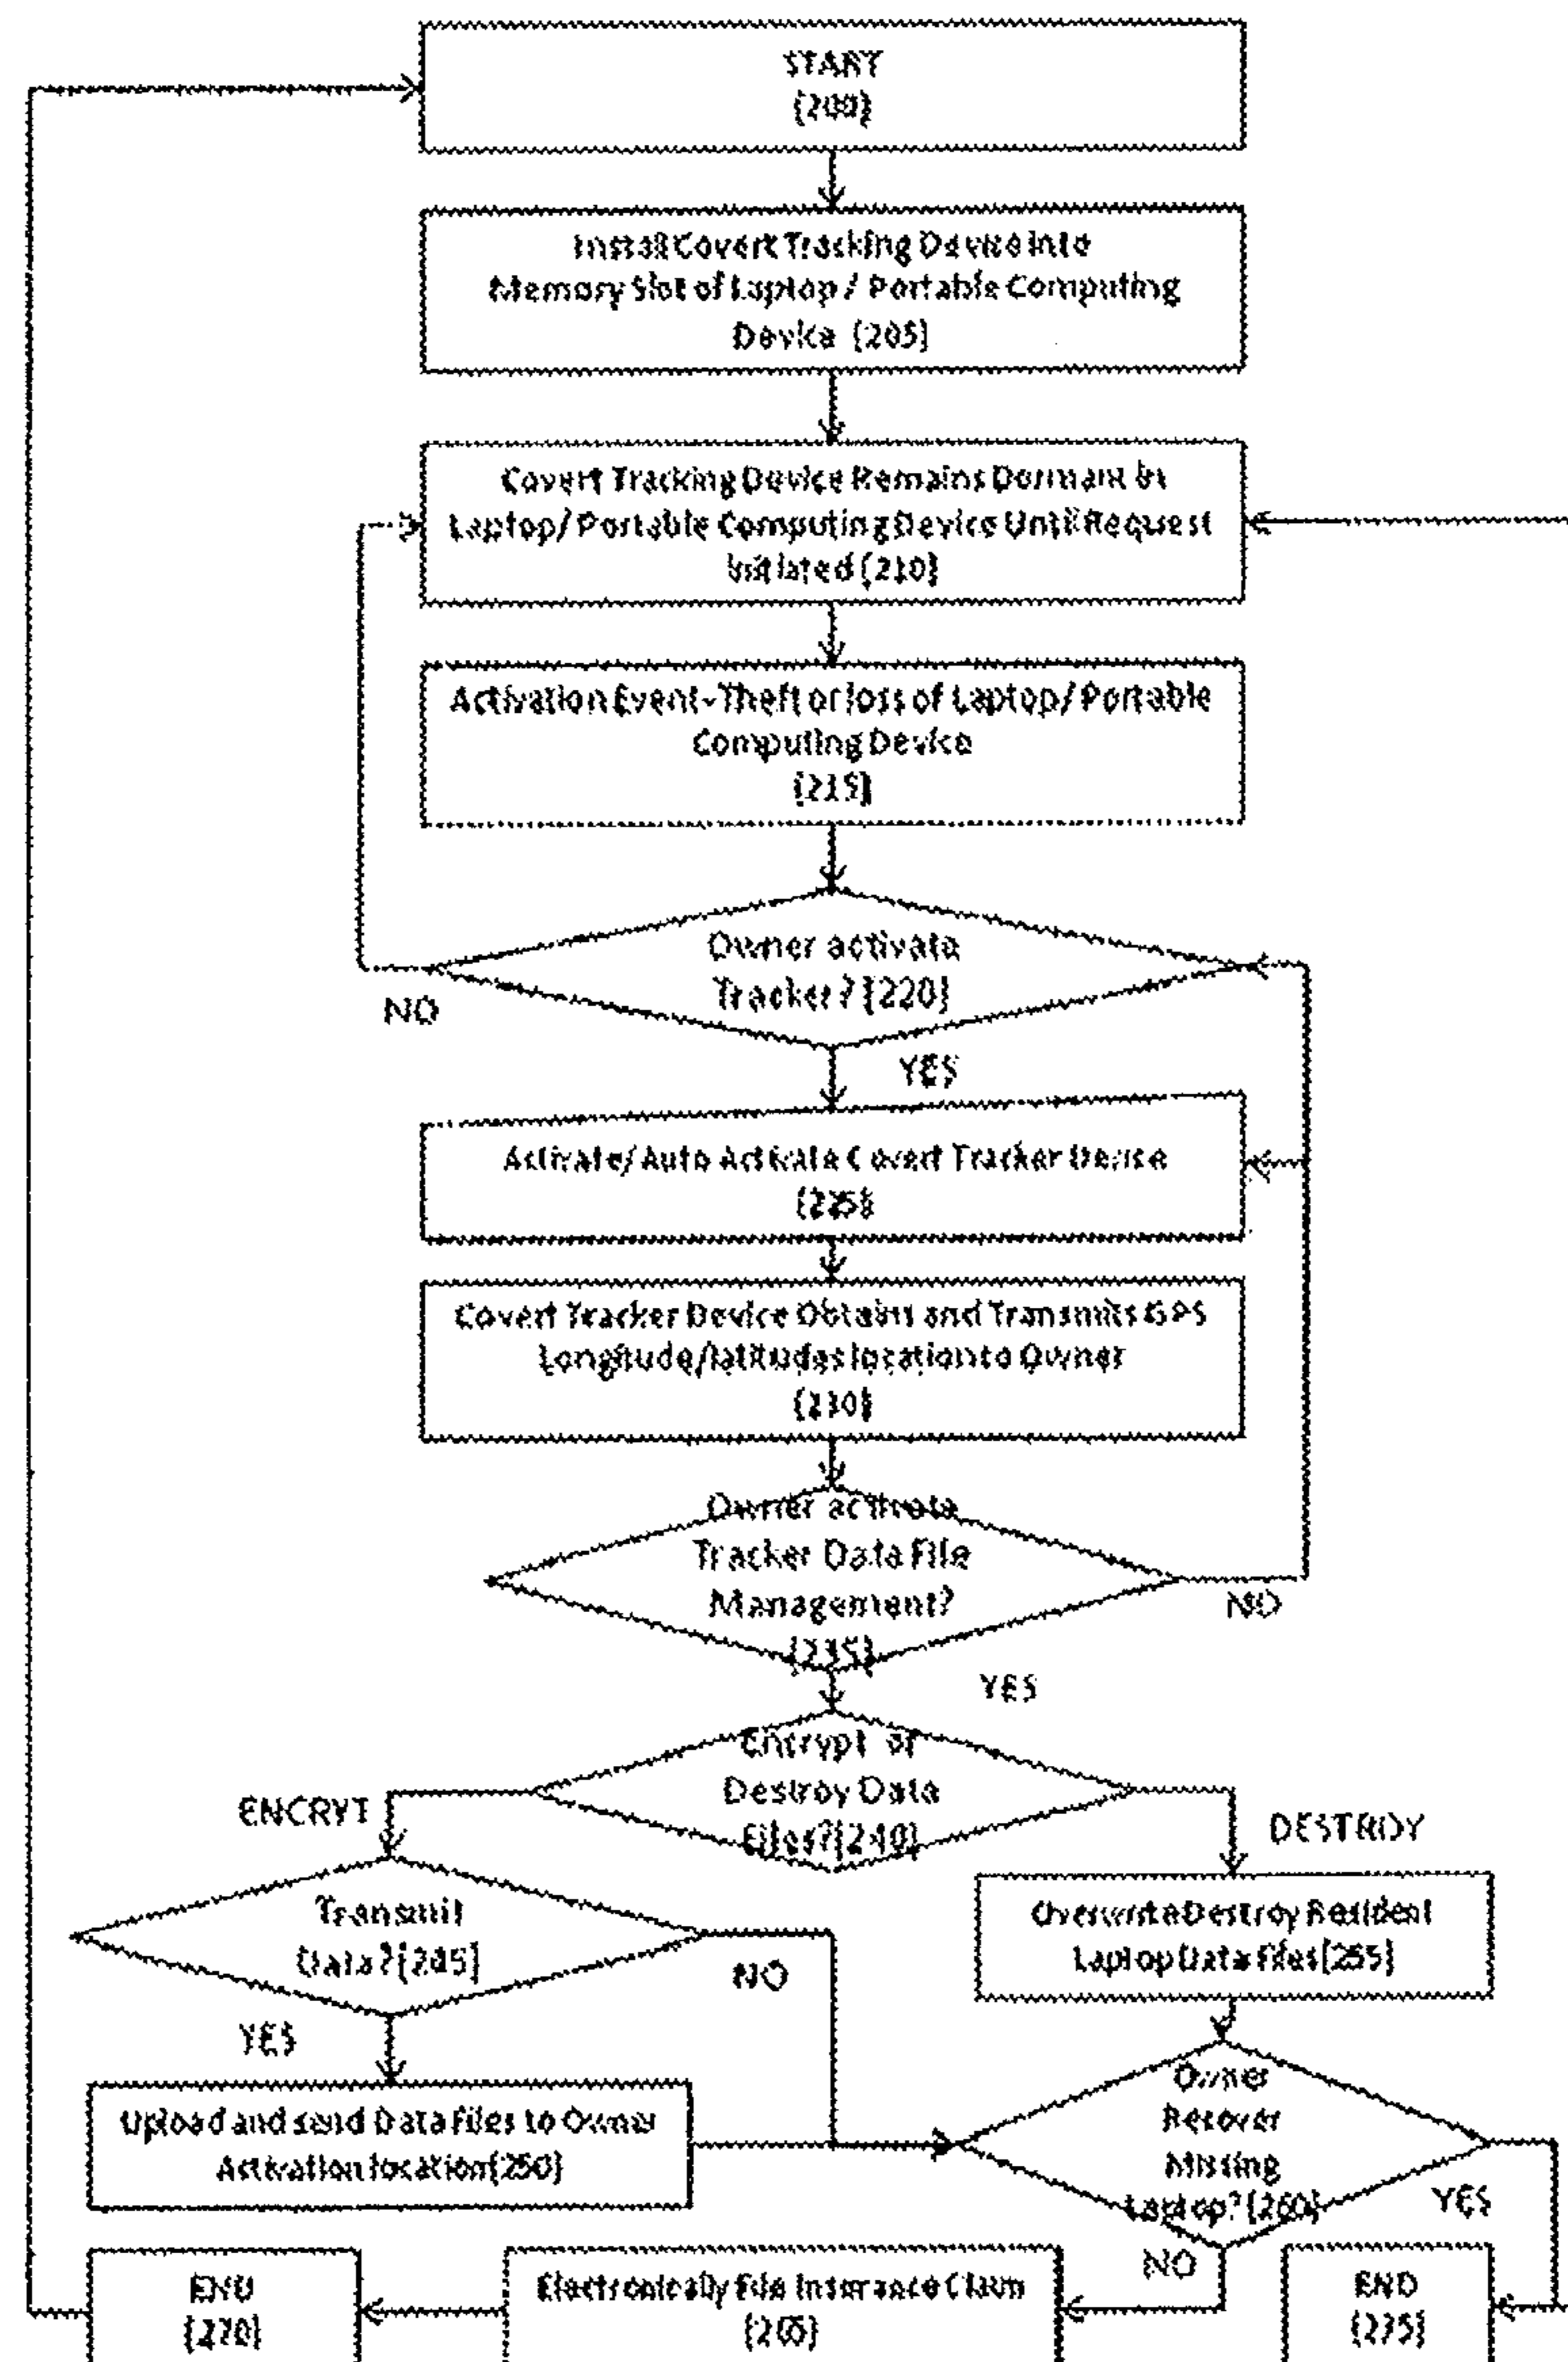 START
(200)
Install Covert Tracking Device into
Memory Slot of Laptop / Portable Computing
Device (205)
Covert Tracking Device Remains Dormant in
Laptop/ Portable Computing Device Until Request
Initiated (210)
Activation Event-Theft or loss of Laptop/ Portable
Computing Device
(215)
Owner activate
Tracker? (220)
NO
YES
Activate/Auto Activate Covert Tracker Device
(225)
Covert Tracker Device Obtains and Transmits GPS
Longitude/latitudes location to Owner
(230)
Owner activate
Tracker Data File
Management?
(235)
NO
YES
Encrypt or
Destroy Data
Files?(240)
ENCRYT
DESTROY
Transmit
Data?(245)
NO
YES
Overwrite Destroy Resident
Laptop Data Files(255)
Upload and send Data files to Owner
Activation location(250)
Owner
Recover
Missing
Laptop?(260)
YES
NO
END
(270)
Electronically File Insurance Claim
(265)
END
(275)